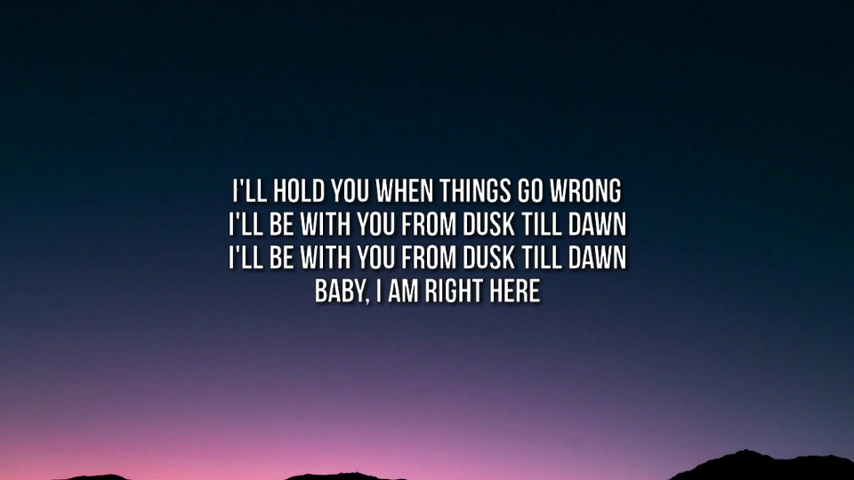 I'LL HOLD YOU WHEN THINGS GO WRONG
I'LL BE WITH YOU FROM DUSK TILL DAWN
I'LL BE WITH YOU FROM DUSK TILL DAWN
BABY, I AM RIGHT HERE